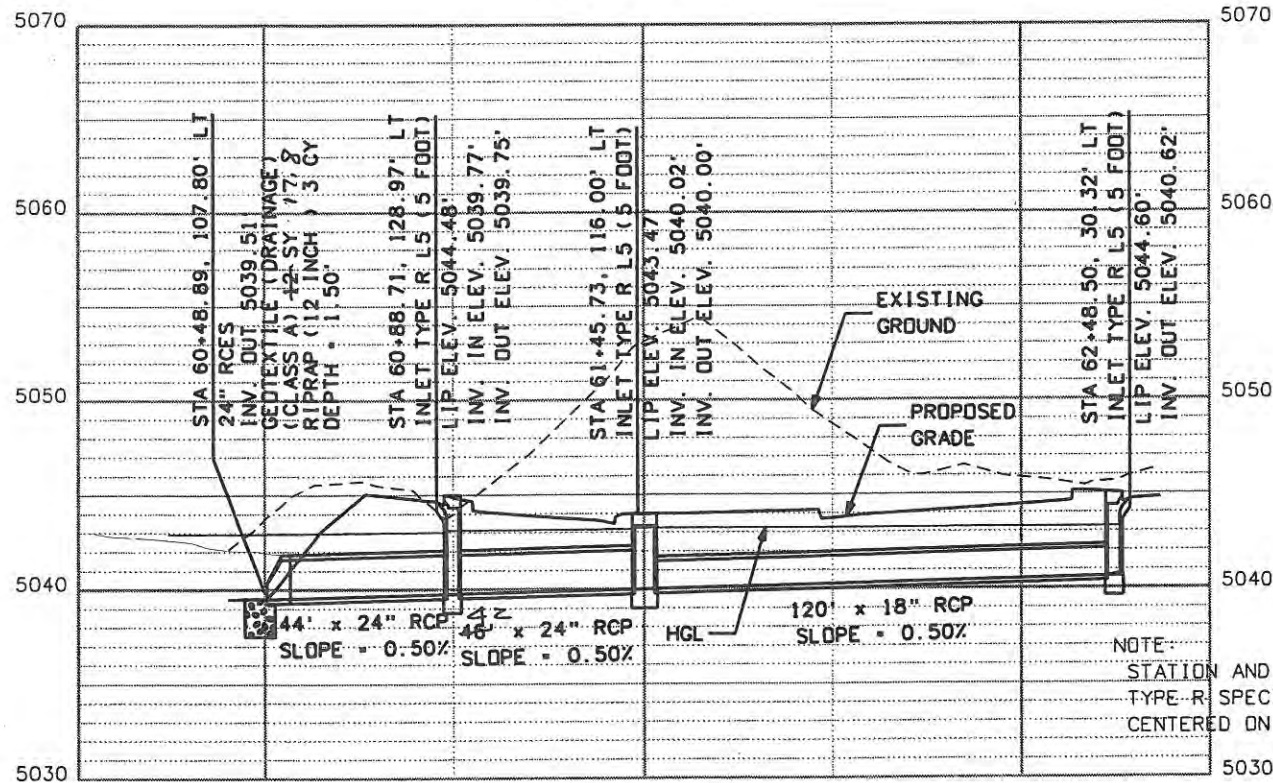 5070
5070
5060
5060
5050
5050
5040
5040
5030
5030
STA 60+48.89, 107.80' LT
24" RCES
INV. OUT 5039.51'
GEOTEXTILE (DRAINAGE)
(CLASS A) 12 SY 17.8
RIPRAP (12 INCH) 3 CY
DEPTH = 1.50'
STA 60+88.71, 128.97' LT
INLET TYPE R L5 (5 FOOT)
LIP ELEV. 5044.48'
INV. IN ELEV. 5039.77'
INV. OUT ELEV. 5039.75'
STA 61+45.73, 116.00' LT
INLET TYPE R L5 (5 FOOT)
LIP ELEV. 5043.47
INV. IN ELEV. 5040.02'
INV. OUT ELEV. 5040.00'
EXISTING
GROUND
PROPOSED
GRADE
STA 62+48.50, 30.32' LT
INLET TYPE R L5 (5 FOOT)
LIP ELEV. 5044.60'
INV. OUT ELEV. 5040.62'
44' x 24" RCP
SLOPE = 0.50%
x 24" RCP
SLOPE = 0.50%
HGL
120' x 18" RCP
SLOPE = 0.50%
NOTE:
STATION AND
TYPE R SPEC
CENTERED ON